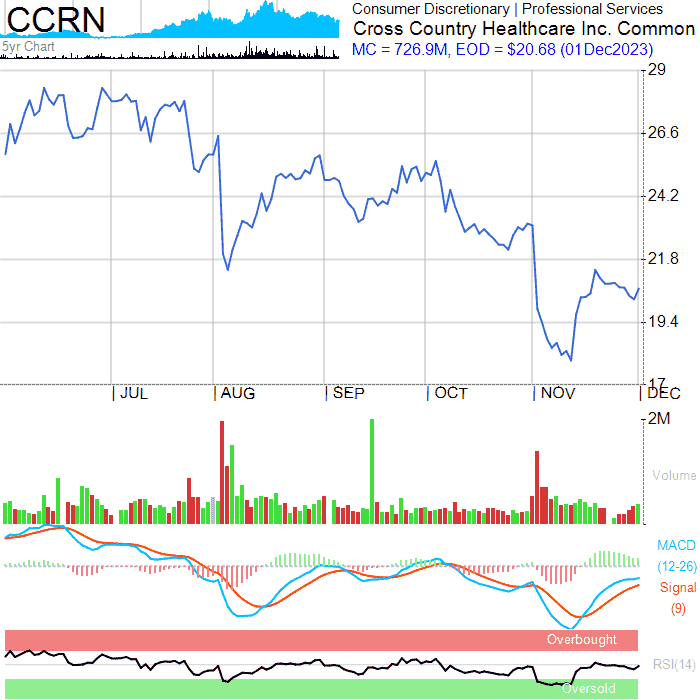 CCRN
Consumer Discretionary | Professional Services
Cross Country Healthcare Inc. Common
MC = 726.9M, EOD = $20.68 (01Dec2023)
5yr Chart
29
26.6
24.2
21.8
19.4
17
| JUL | AUG | SEP | OCT | NOV | DEC
2M
Volume
MACD
(12-26)
Signal
(9)
Overbought
RSI(14)
Oversold